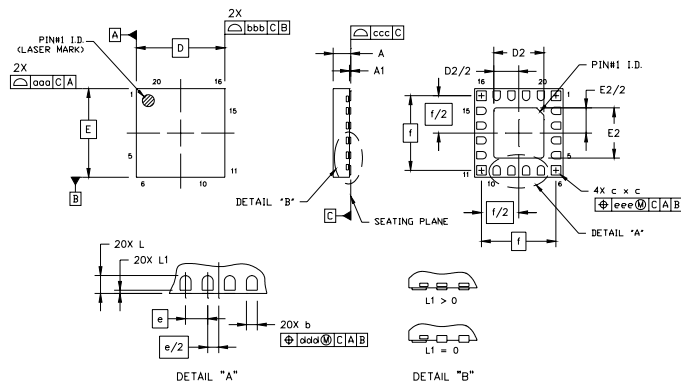 2X
⌓ bbb C B
PIN#1 I.D.
(LASER MARK)
A
D
2X
⌓ aaa C A
20
16
1
15
E
5
11
6
10
B
⌓ ccc C
A
A1
DETAIL "B"
C
SEATING PLANE
D2
D2/2
PIN#1 I.D.
16
20
1
15
E2/2
f/2
f
E2
5
11
10
6
4X c x c
⌖ eee Ⓜ C A B
f/2
DETAIL "A"
f
20X L
20X L1
e
20X b
⌖ ddd Ⓜ C A B
e/2
DETAIL "A"
L1 > 0
L1 = 0
DETAIL "B"